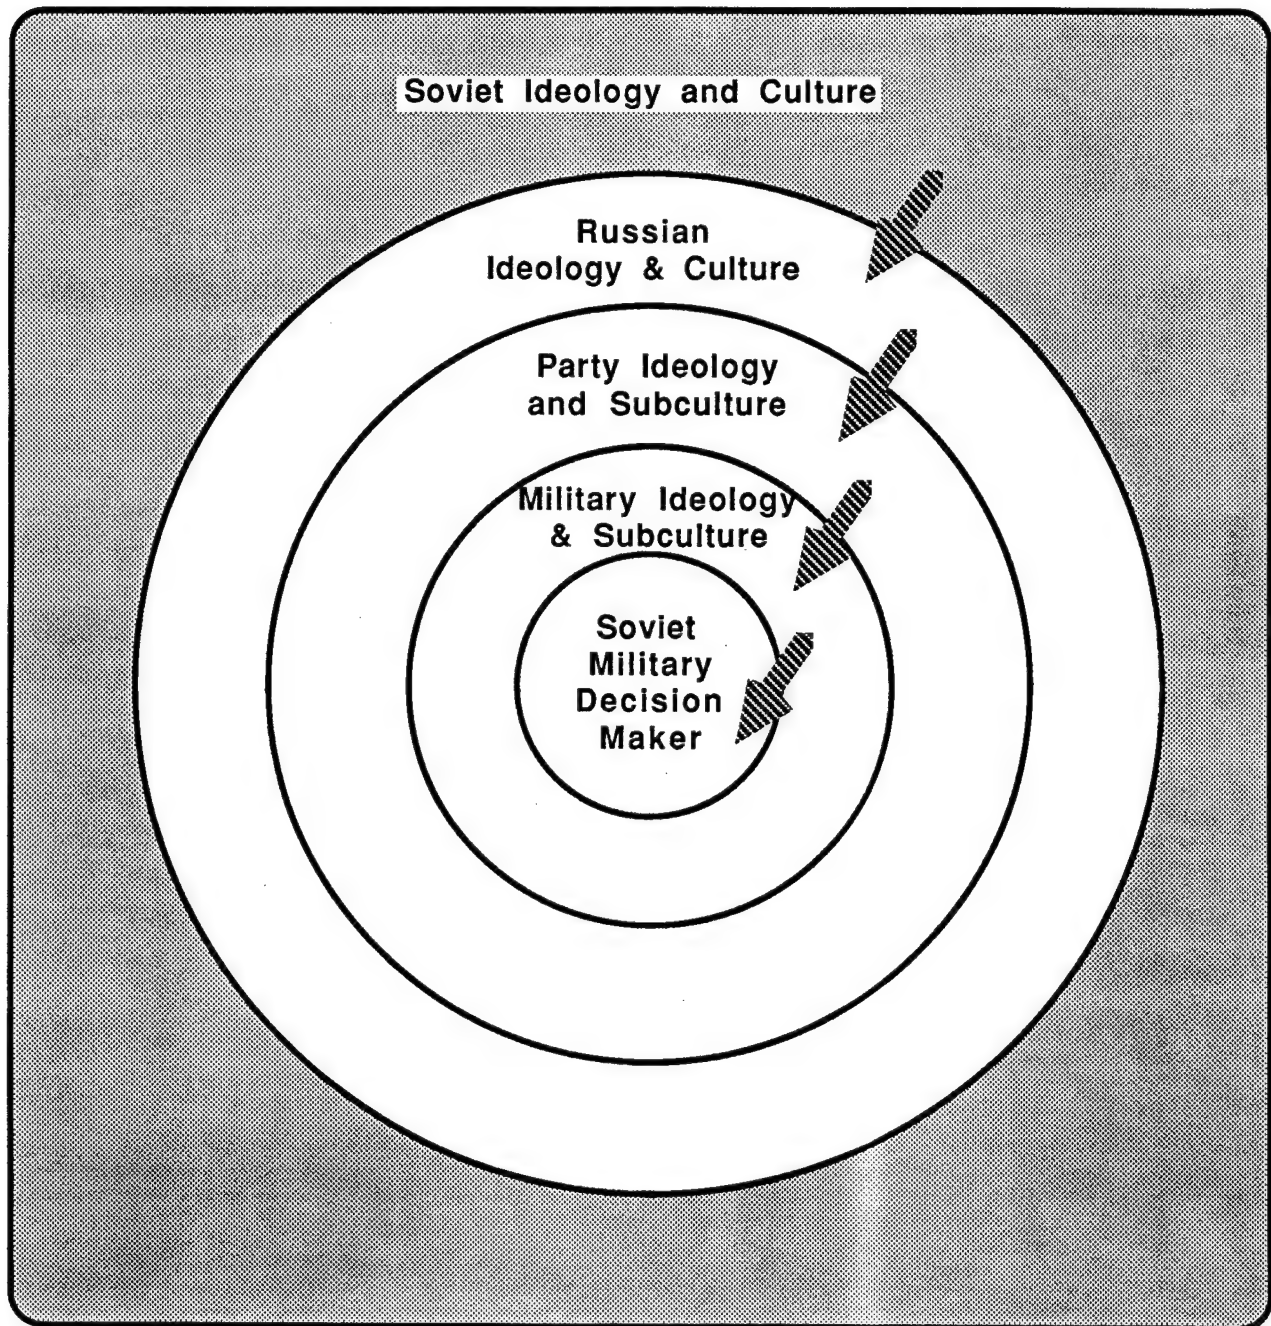 Soviet Ideology and Culture
Russian
Ideology & Culture
Party Ideology
and Subculture
Military Ideology
& Subculture
Soviet
Military
Decision
Maker